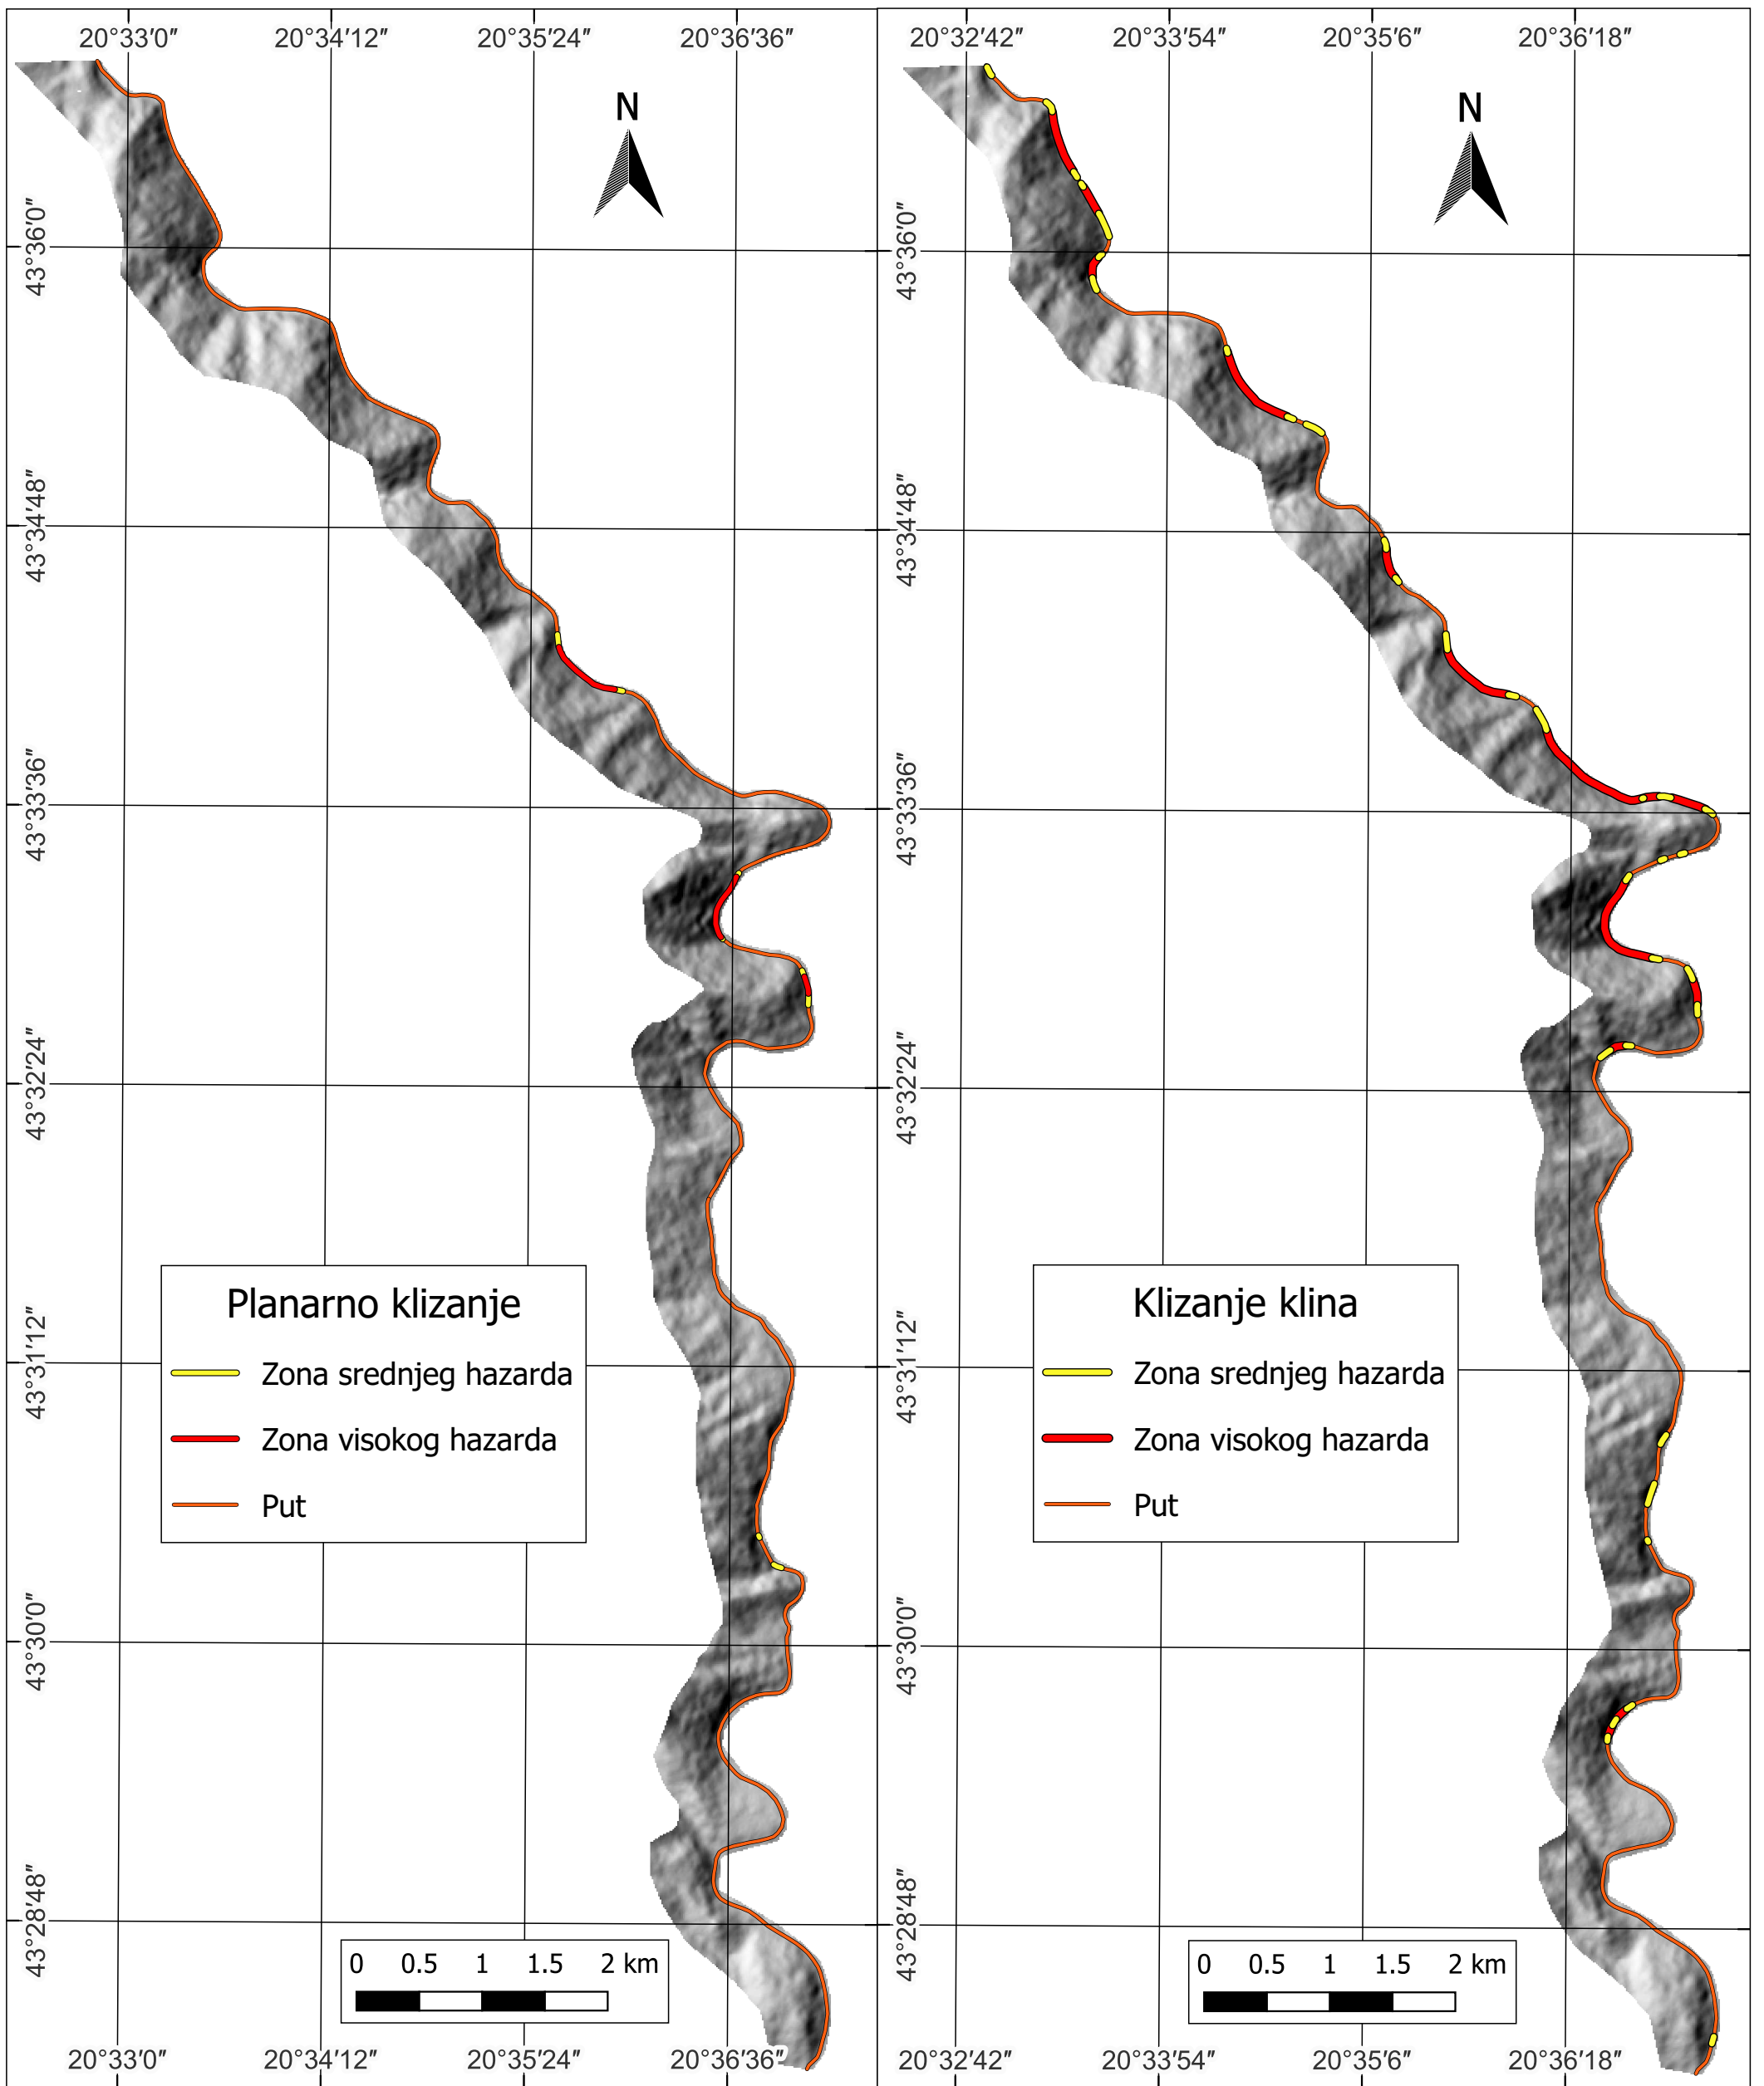 20°33′0″ 20°34′12″ 20°35′24″ 20°36′36″
N
43°36′0″
43°34′48″
43°33′36″
43°32′24″
43°31′12″
43°30′0″
43°28′48″
Planarno klizanje
Zona srednjeg hazarda
Zona visokog hazarda
Put
0 0.5 1 1.5 2 km
20°33′0″ 20°34′12″ 20°35′24″ 20°36′36″
20°32′42″ 20°33′54″ 20°35′6″ 20°36′18″
N
43°36′0″
43°34′48″
43°33′36″
43°32′24″
43°31′12″
43°30′0″
43°28′48″
Klizanje klina
Zona srednjeg hazarda
Zona visokog hazarda
Put
0 0.5 1 1.5 2 km
20°32′42″ 20°33′54″ 20°35′6″ 20°36′18″